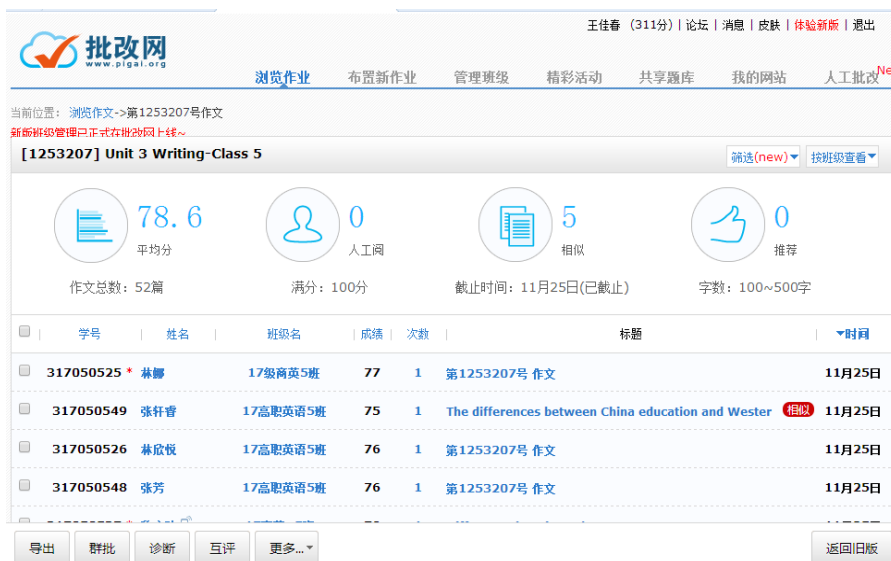 王佳春 (311分) | 论坛 | 消息 | 皮肤 | 体验新版 | 退出
批改网
www.pigai.org
浏览作业 布置新作业 管理班级 精彩活动 共享题库 我的网站 人工批改
当前位置: 浏览作文->第1253207号作文
新版班级管理已正式在批改网上线~
[1253207] Unit 3 Writing-Class 5 筛选(new) 按班级查看
78.6 0 5 0
平均分 人工阅 相似 推荐
作文总数: 52篇 满分: 100分 截止时间: 11月25日(已截止) 字数: 100~500字
学号 | 姓名 | 班级名 | 成绩 | 次数 | 标题 | 时间
317050525 * 林娜 17级商英5班 77 1 第1253207号 作文 11月25日
317050549 张轩睿 17高职英语5班 75 1 The differences between China education and Wester 相似 11月25日
317050526 林欣悦 17高职英语5班 76 1 第1253207号 作文 11月25日
317050548 张芳 17高职英语5班 76 1 第1253207号 作文 11月25日
导出 群批 诊断 互评 更多... 返回旧版